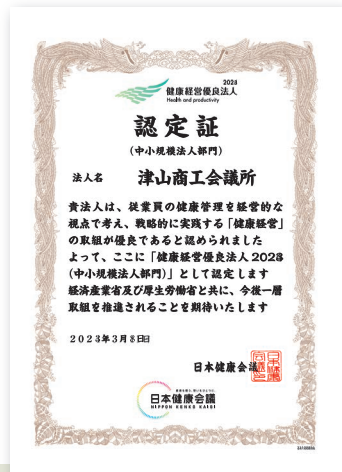 2023
健康経営優良法人
Health and productivity
認定証
(中小規模法人部門)
法人名 津山商工会議所
貴法人は、従業員の健康管理を経営的な
視点で考え、戦略的に実践する「健康経営」
の取組が優良であると認められました
よって、ここに「健康経営優良法人2023
(中小規模法人部門)」として認定します
経済産業省及び厚生労働省と共に、今後一層
取組を推進されることを期待いたします
2023年3月8日日
日本健康会議
日本健康会議
NIPPON KENKO KAIGI